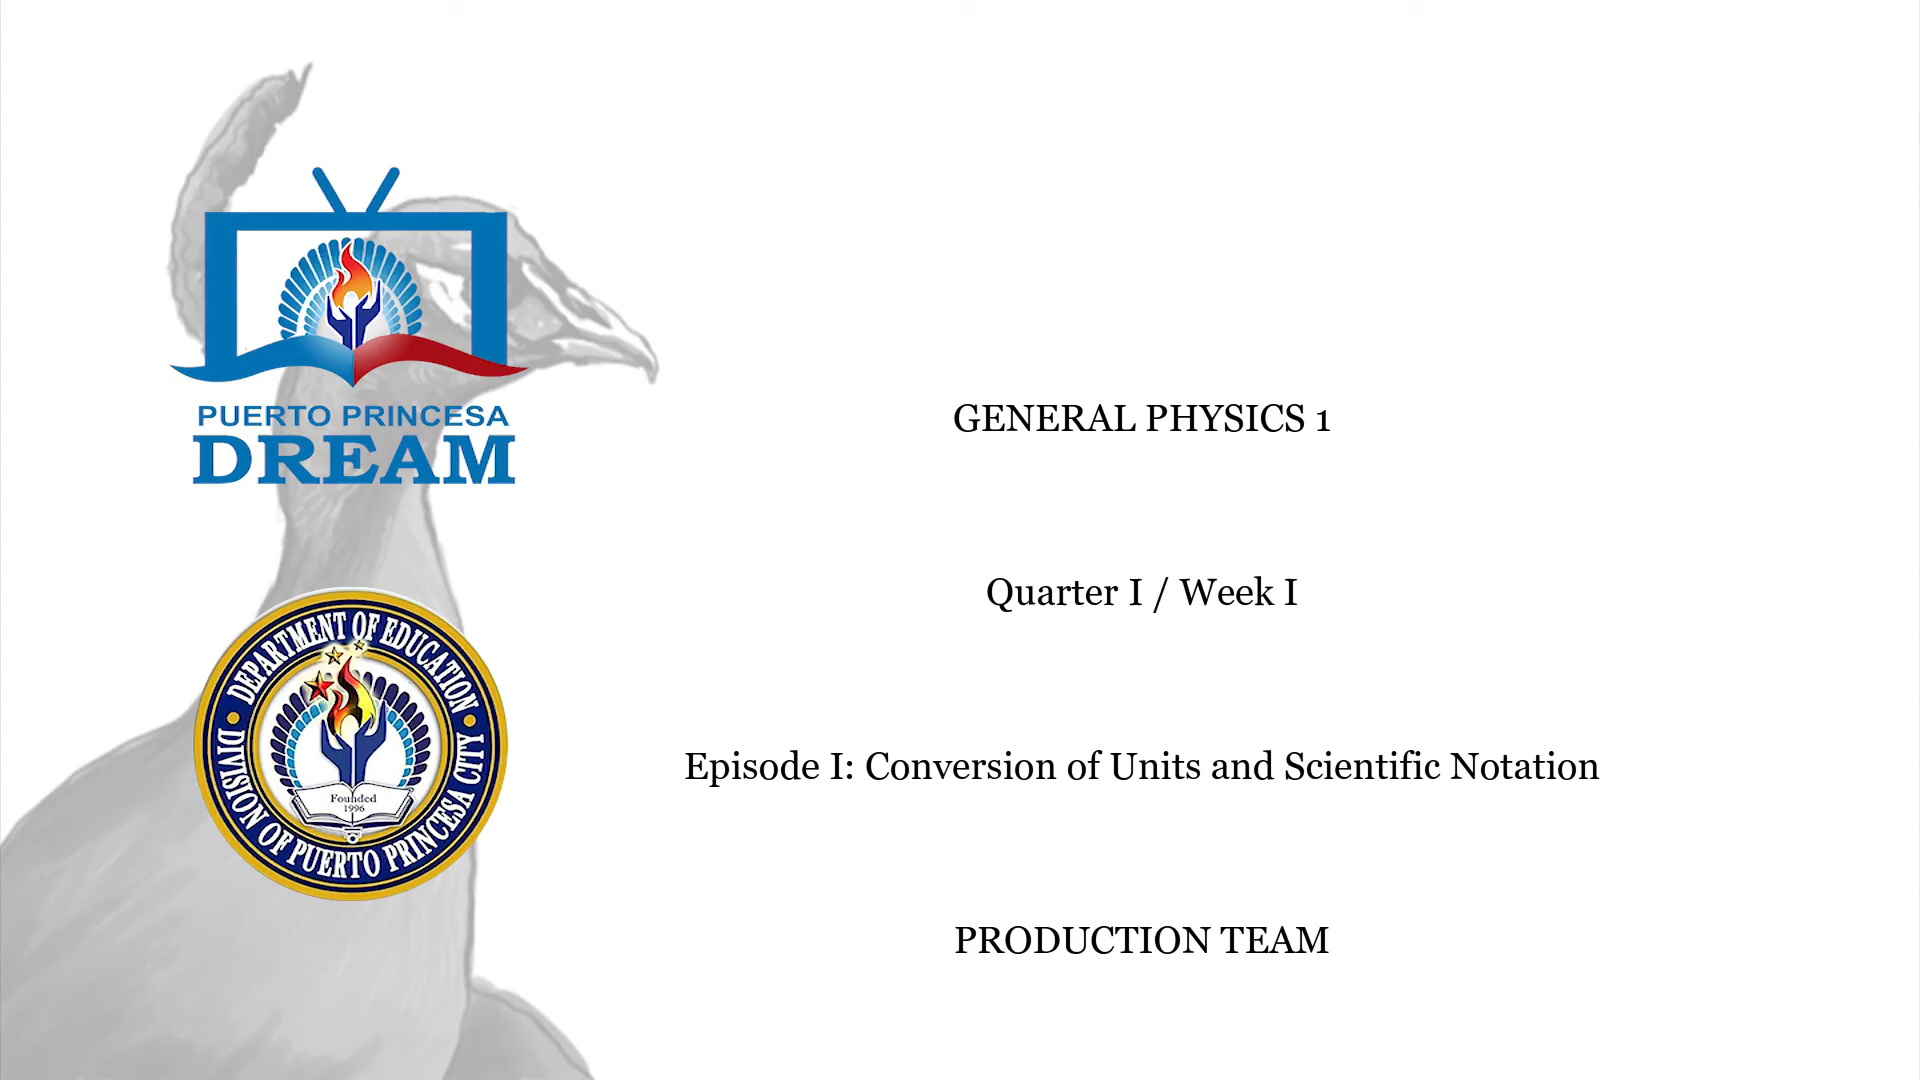 PUERTO PRINCESA
DREAM
DEPARTMENT OF EDUCATION
DIVISION OF PUERTO PRINCESA CITY
Founded
1996
GENERAL PHYSICS 1
Quarter I / Week I
Episode I: Conversion of Units and Scientific Notation
PRODUCTION TEAM